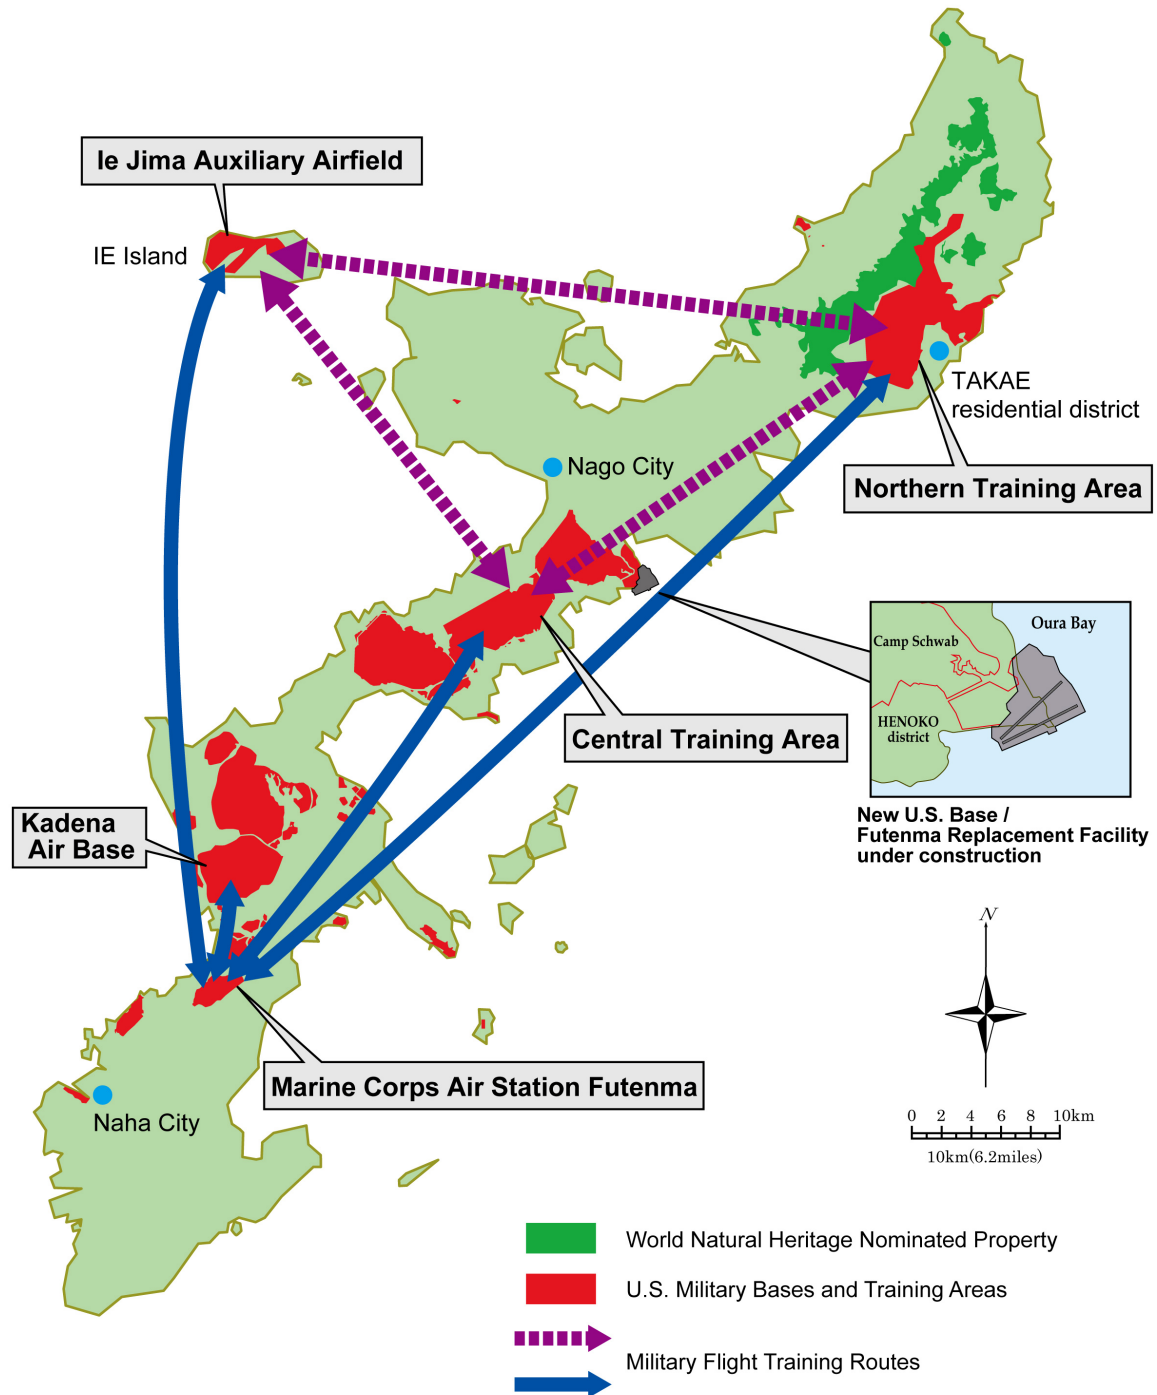 Ie Jima Auxiliary Airfield
IE Island
TAKAE
residential district
Nago City
Northern Training Area
Camp Schwab
Oura Bay
HENOKO
district
New U.S. Base /
Futenma Replacement Facility
under construction
Central Training Area
Kadena
Air Base
N
Marine Corps Air Station Futenma
Naha City
0 2 4 6 8 10km
10km(6.2miles)
World Natural Heritage Nominated Property
U.S. Military Bases and Training Areas
Military Flight Training Routes